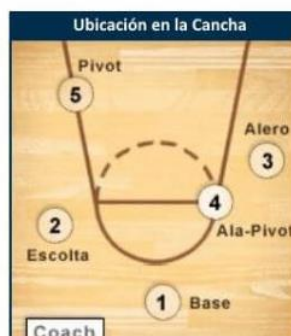 Ubicación en la Cancha
Pivot
5
Alero
3
4
Ala-Pivot
2
Escolta
1 Base
Coach